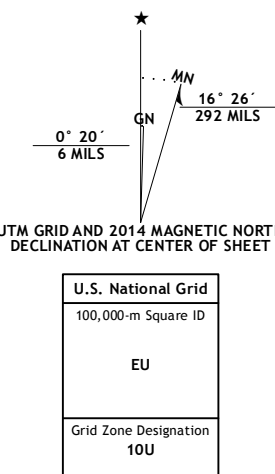 MN
GN
16° 26´
292 MILS
0° 20´
6 MILS
UTM GRID AND 2014 MAGNETIC NORTH
DECLINATION AT CENTER OF SHEET
U.S. National Grid
100,000-m Square ID
EU
Grid Zone Designation
10U